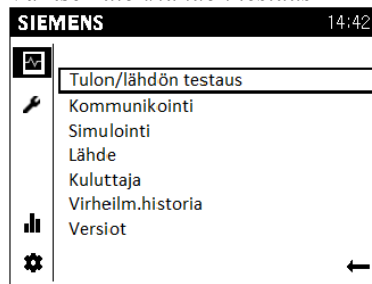 SIEMENS 14:42
Tulon/lähdön testaus
Kommunikointi
Simulointi
Lähde
Kuluttaja
Virheilm.historia
Versiot